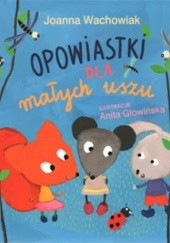 Joanna Wachowiak
OPOWIASTKI
DLA
małych uszu
ILUSTRACJE
Anita Głowińska